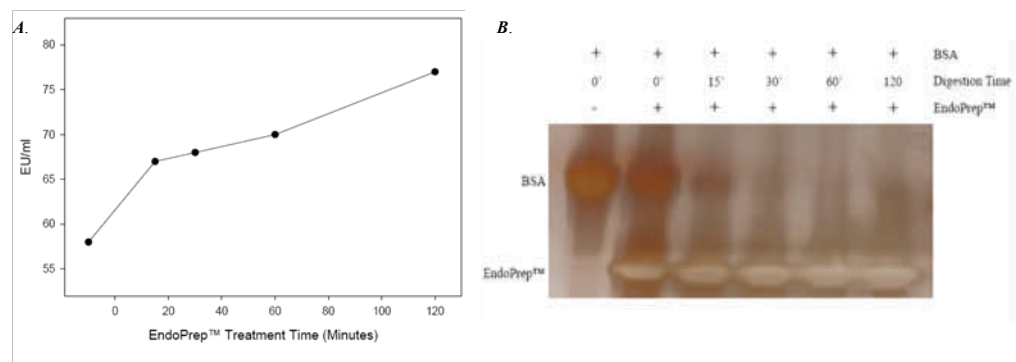 A.
80
75
70
65
60
55
EU/ml
0 20 40 60 80 100 120
EndoPrep™ Treatment Time (Minutes)
B.
+ + + + + + BSA
0' 0' 15' 30' 60' 120 Digestion Time
- + + + + + EndoPrep™
BSA
EndoPrep™